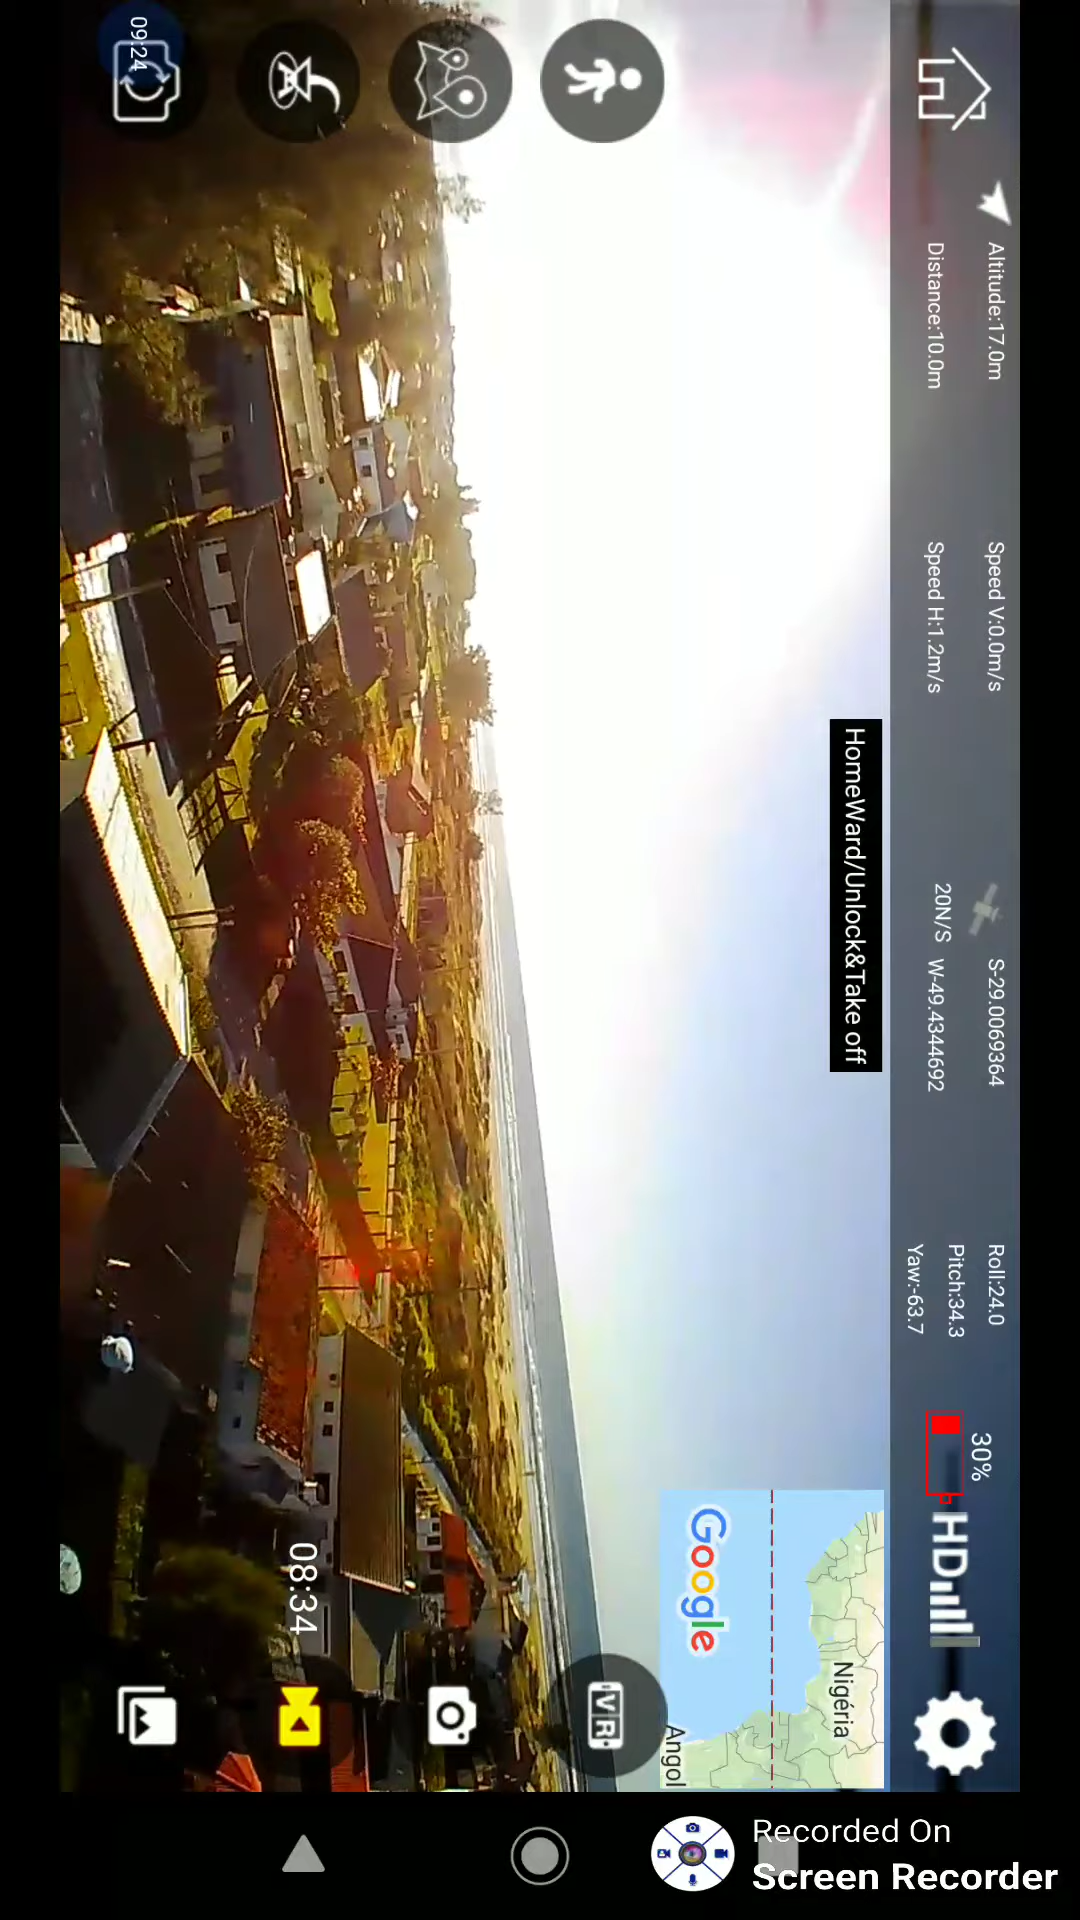 Altitude:17.0m
Distance:10.0m
Speed V:0.0m/s
Speed H:1.2m/s
20N/S
S-29.0069364
W-49.4344692
Roll:24.0
Pitch:34.3
Yaw:-63.7
30%
HD
HomeWard/Unlock&Take off
Nigéria
Google
Angol
VR
08:34
09:24
Recorded On
Screen Recorder